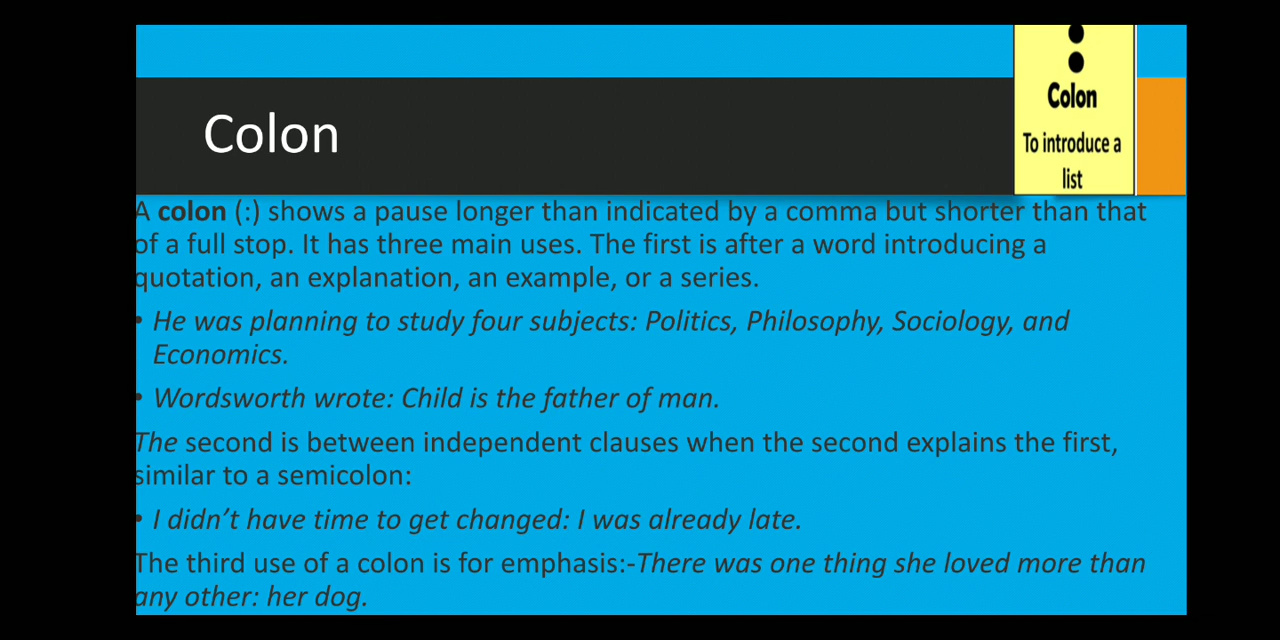 :
Colon
To introduce a
list
Colon
A colon (:) shows a pause longer than indicated by a comma but shorter than that
of a full stop. It has three main uses. The first is after a word introducing a
quotation, an explanation, an example, or a series.
• He was planning to study four subjects: Politics, Philosophy, Sociology, and
Economics.
• Wordsworth wrote: Child is the father of man.
The second is between independent clauses when the second explains the first,
similar to a semicolon:
• I didn’t have time to get changed: I was already late.
The third use of a colon is for emphasis:-There was one thing she loved more than
any other: her dog.